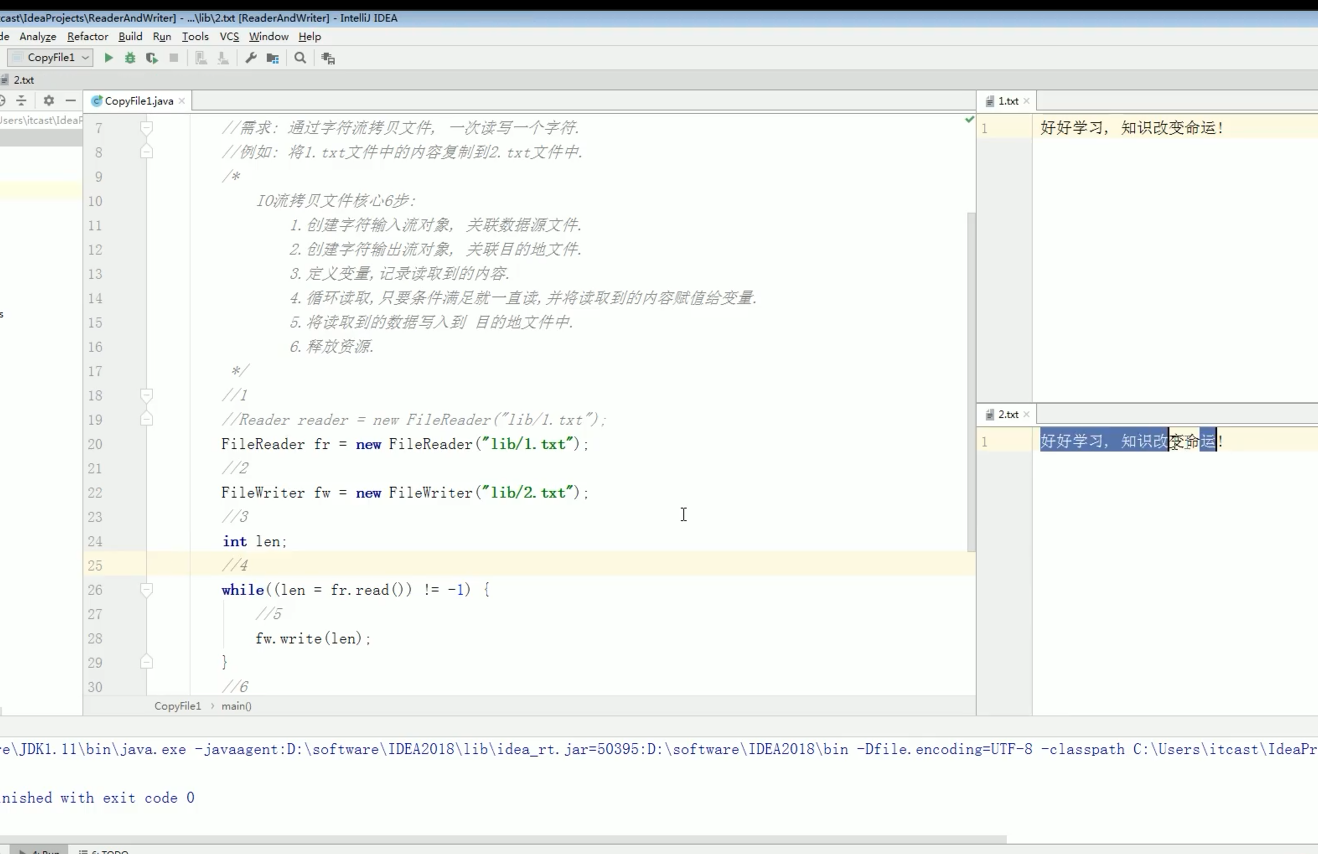 tcast\IdeaProjects\ReaderAndWriter] - ...\lib\2.txt [ReaderAndWriter] - IntelliJ IDEA
de Analyze Refactor Build Run Tools VCS Window Help
CopyFile1
2.txt
CopyFile1.java
1.txt
Jsers\itcast\IdeaP
7 //需求: 通过字符流拷贝文件, 一次读写一个字符.
8 //例如: 将1.txt文件中的内容复制到2.txt文件中.
9 /*
10 IO流拷贝文件核心6步:
11 1.创建字符输入流对象, 关联数据源文件.
12 2.创建字符输出流对象, 关联目的地文件.
13 3.定义变量,记录读取到的内容.
14 4.循环读取,只要条件满足就一直读,并将读取到的内容赋值给变量.
15 5.将读取到的数据写入到 目的地文件中.
16 6.释放资源.
17 */
18 //1
19 //Reader reader = new FileReader("lib/1.txt");
20 FileReader fr = new FileReader("lib/1.txt");
21 //2
22 FileWriter fw = new FileWriter("lib/2.txt");
23 //3
24 int len;
25 //4
26 while((len = fr.read()) != -1) {
27 //5
28 fw.write(len);
29 }
30 //6
CopyFile1 › main()
1 好好学习, 知识改变命运!
2.txt
1 好好学习, 知识改变命运!
re\JDK1.11\bin\java.exe -javaagent:D:\software\IDEA2018\lib\idea_rt.jar=50395:D:\software\IDEA2018\bin -Dfile.encoding=UTF-8 -classpath C:\Users\itcast\IdeaPr
nished with exit code 0
4: Run 6: TODO